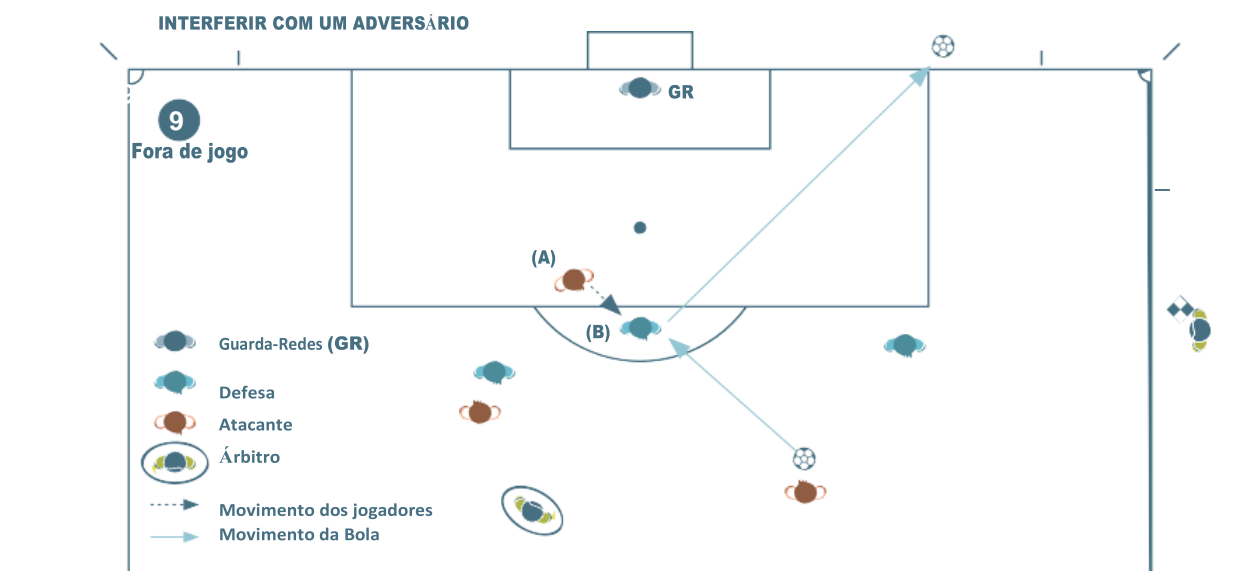 INTERFERIR COM UM ADVERSÁRIO
GR
9
Fora de jogo
(A)
(B)
Guarda-Redes (GR)
Defesa
Atacante
Árbitro
Movimento dos jogadores
Movimento da Bola